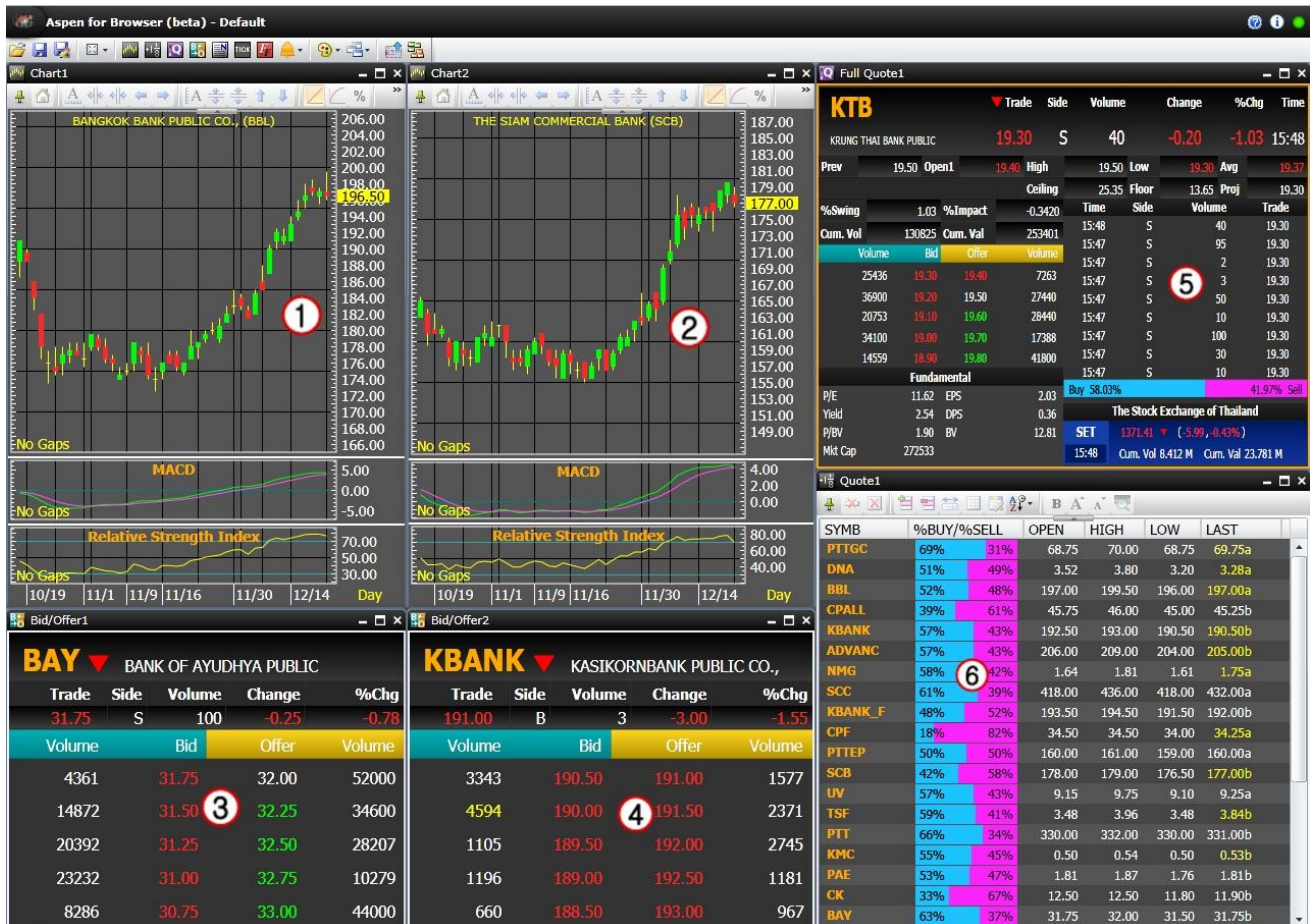 Aspen for Browser (beta) - Default
Chart1
BANGKOK BANK PUBLIC CO., (BBL)
206.00
204.00
202.00
200.00
198.00
196.50
194.00
192.00
190.00
188.00
186.00
184.00
182.00
180.00
178.00
176.00
174.00
172.00
170.00
168.00
166.00
No Gaps
1
MACD
5.00
0.00
-5.00
No Gaps
Relative Strength Index
70.00
50.00
30.00
No Gaps
10/19 11/1 11/9 11/16 11/30 12/14 Day
Chart2
THE SIAM COMMERCIAL BANK (SCB)
187.00
185.00
183.00
181.00
179.00
177.00
175.00
173.00
171.00
169.00
167.00
165.00
163.00
161.00
159.00
157.00
155.00
153.00
151.00
149.00
No Gaps
2
MACD
4.00
2.00
0.00
No Gaps
Relative Strength Index
80.00
60.00
40.00
No Gaps
10/19 11/1 11/9 11/16 11/30 12/14 Day
Full Quote1
KTB Trade Side Volume Change %Chg Time
KRUNG THAI BANK PUBLIC 19.30 S 40 -0.20 -1.03 15:48
Prev 19.50 Open1 19.40 High 19.50 Low 19.30 Avg 19.37
Ceiling 25.35 Floor 13.65 Proj 19.30
%Swing 1.03 %Impact -0.3420
Cum. Vol 130825 Cum. Val 253401
Volume Bid Offer Volume
25436 19.30 19.40 7263
36900 19.20 19.50 27440
20753 19.10 19.60 28440
34100 19.00 19.70 17388
14559 18.90 19.80 41800
Fundamental
P/E 11.62 EPS 2.03
Yield 2.54 DPS 0.36
P/BV 1.90 BV 12.81
Mkt Cap 272533
Time Side Volume Trade
15:48 S 40 19.30
15:47 S 95 19.30
15:47 S 2 19.30
15:47 S 3 19.30
15:47 S 50 19.30
15:47 S 10 19.30
15:47 S 100 19.30
15:47 S 30 19.30
15:47 S 10 19.30
5
Buy 58.03% 41.97% Sell
The Stock Exchange of Thailand
SET 1371.41 ▼ (-5.99,-0.43%)
15:48 Cum. Vol 8.412 M Cum. Val 23.781 M
Bid/Offer1
BAY BANK OF AYUDHYA PUBLIC
Trade Side Volume Change %Chg
31.75 S 100 -0.25 -0.78
Volume Bid Offer Volume
4361 31.75 32.00 52000
14872 31.50 32.25 34600
20392 31.25 32.50 28207
23232 31.00 32.75 10279
8286 30.75 33.00 44000
3
Bid/Offer2
KBANK KASIKORNBANK PUBLIC CO.,
Trade Side Volume Change %Chg
191.00 B 3 -3.00 -1.55
Volume Bid Offer Volume
3343 190.50 191.00 1577
4594 190.00 191.50 2371
1105 189.50 192.00 2745
1196 189.00 192.50 1181
660 188.50 193.00 967
4
Quote1
SYMB %BUY/%SELL OPEN HIGH LOW LAST
PTTGC 69% 31% 68.75 70.00 68.75 69.75a
DNA 51% 49% 3.52 3.80 3.20 3.28a
BBL 52% 48% 197.00 199.50 196.00 197.00a
CPALL 39% 61% 45.75 46.00 45.00 45.25b
KBANK 57% 43% 192.50 193.00 190.50 190.50b
ADVANC 57% 43% 206.00 209.00 204.00 205.00b
NMG 58% 42% 1.64 1.81 1.61 1.75a
SCC 61% 39% 418.00 436.00 418.00 432.00a
KBANK_F 48% 52% 193.50 194.50 191.50 192.00b
CPF 18% 82% 34.50 34.50 34.00 34.25a
PTTEP 50% 50% 160.00 161.00 159.00 160.00a
SCB 42% 58% 178.00 179.00 176.50 177.00b
UV 57% 43% 9.15 9.75 9.10 9.25a
TSF 59% 41% 3.48 3.96 3.48 3.84b
PTT 66% 34% 330.00 332.00 330.00 331.00b
KMC 55% 45% 0.50 0.54 0.50 0.53b
PAE 53% 47% 1.81 1.87 1.76 1.81b
CK 33% 67% 12.50 12.50 11.80 11.90b
BAY 63% 37% 31.75 32.00 31.50 31.75b
6